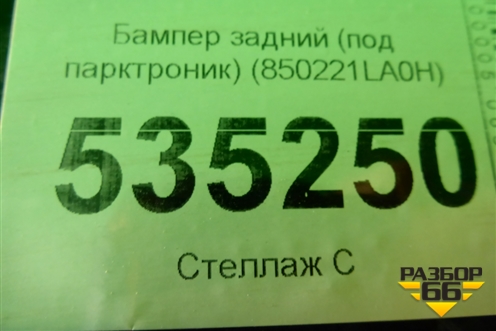 Бампер задний (под
парктроник) (850221LA0H)
535250
Стеллаж С
РАЗБОР
66